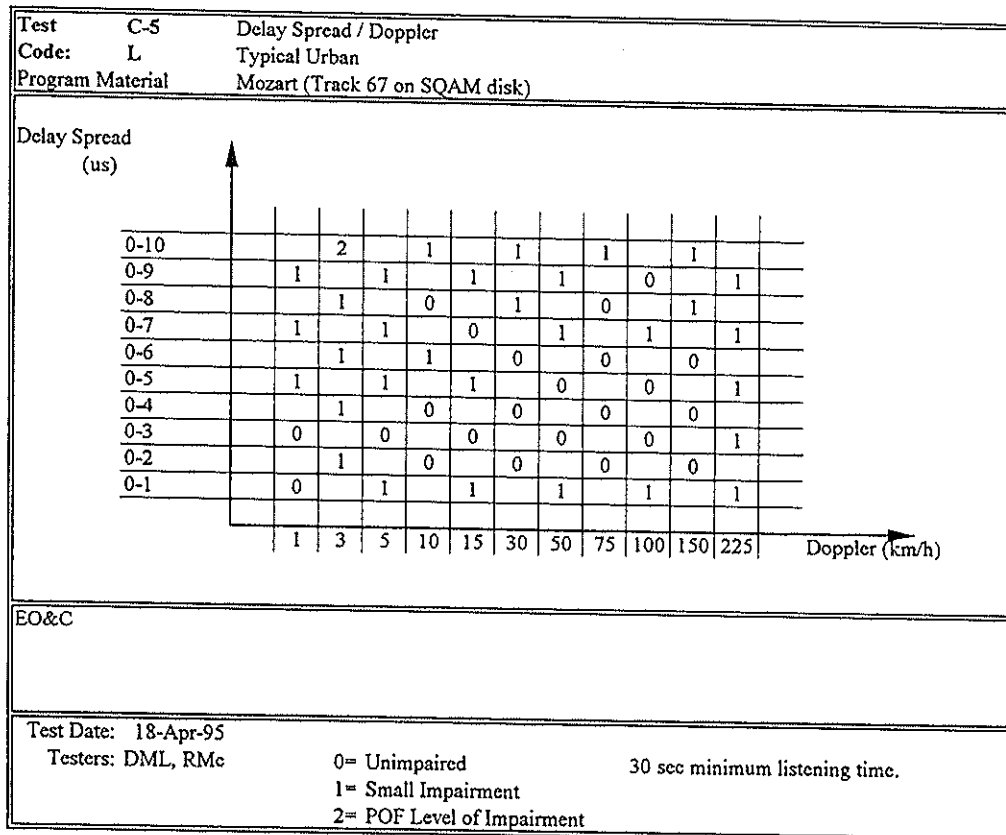 Test C-5 Delay Spread / Doppler
Code: L Typical Urban
Program Material Mozart (Track 67 on SQAM disk)
Delay Spread
(us)
0-10 2 1 1 1 1
0-9 1 1 1 1 0 1
0-8 1 0 1 0 1
0-7 1 1 0 1 1 1
0-6 1 1 0 0 0
0-5 1 1 1 0 0 1
0-4 1 0 0 0 0
0-3 0 0 0 0 0 1
0-2 1 0 0 0 0
0-1 0 1 1 1 1 1
1 3 5 10 15 30 50 75 100 150 225 Doppler (km/h)
EO&C
Test Date: 18-Apr-95
Testers: DML, RMc 0= Unimpaired 30 sec minimum listening time.
1= Small Impairment
2= POF Level of Impairment